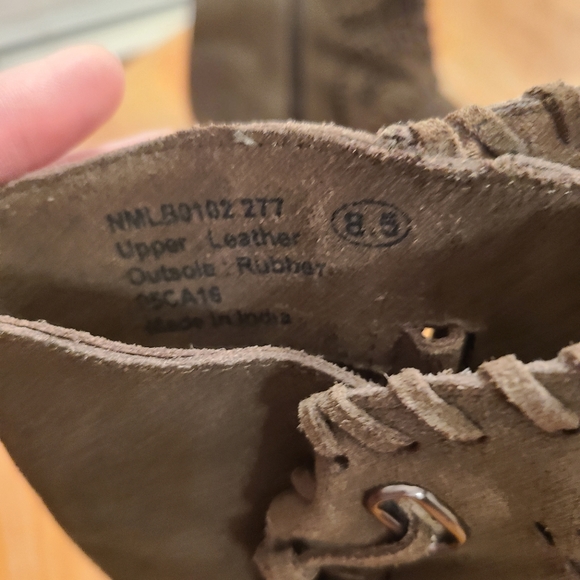 NMLB0102 277 8.5
Upper : Leather
Outsole : Rubber
05CA16
Made in India